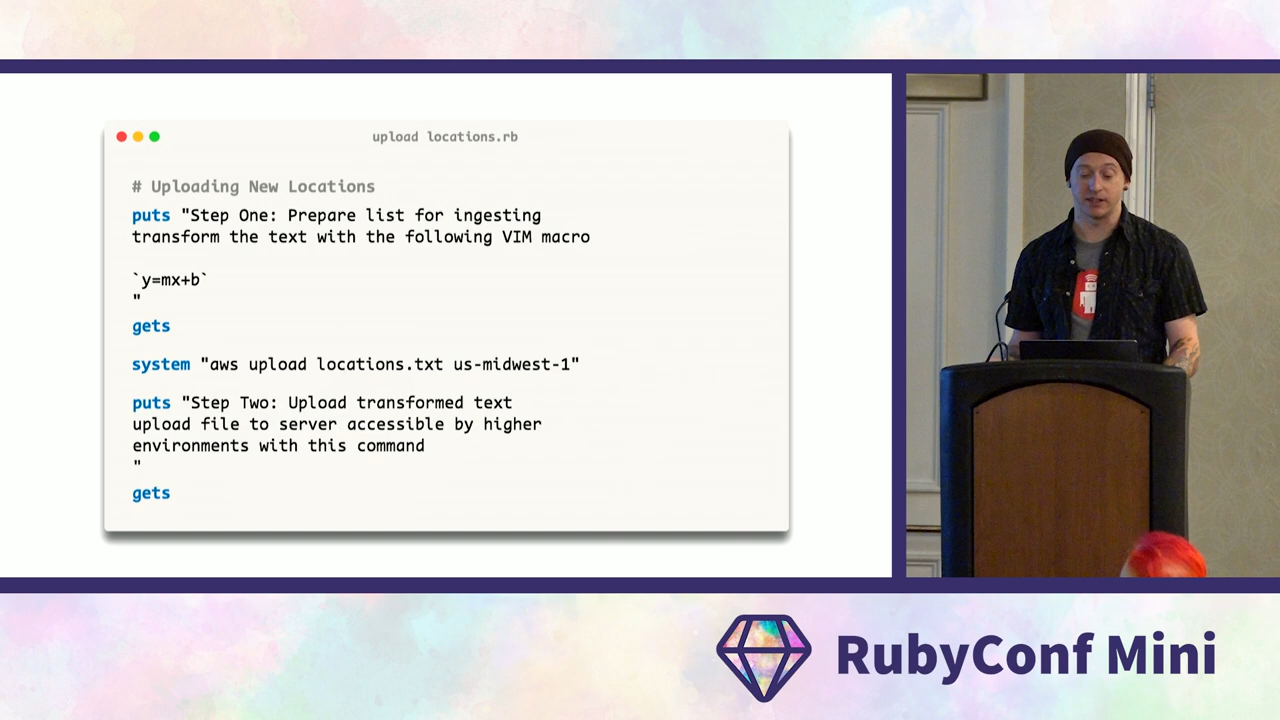 upload locations.rb
# Uploading New Locations
puts "Step One: Prepare list for ingesting
transform the text with the following VIM macro
`y=mx+b`
"
gets
system "aws upload locations.txt us-midwest-1"
puts "Step Two: Upload transformed text
upload file to server accessible by higher
environments with this command
"
gets
RubyConf Mini